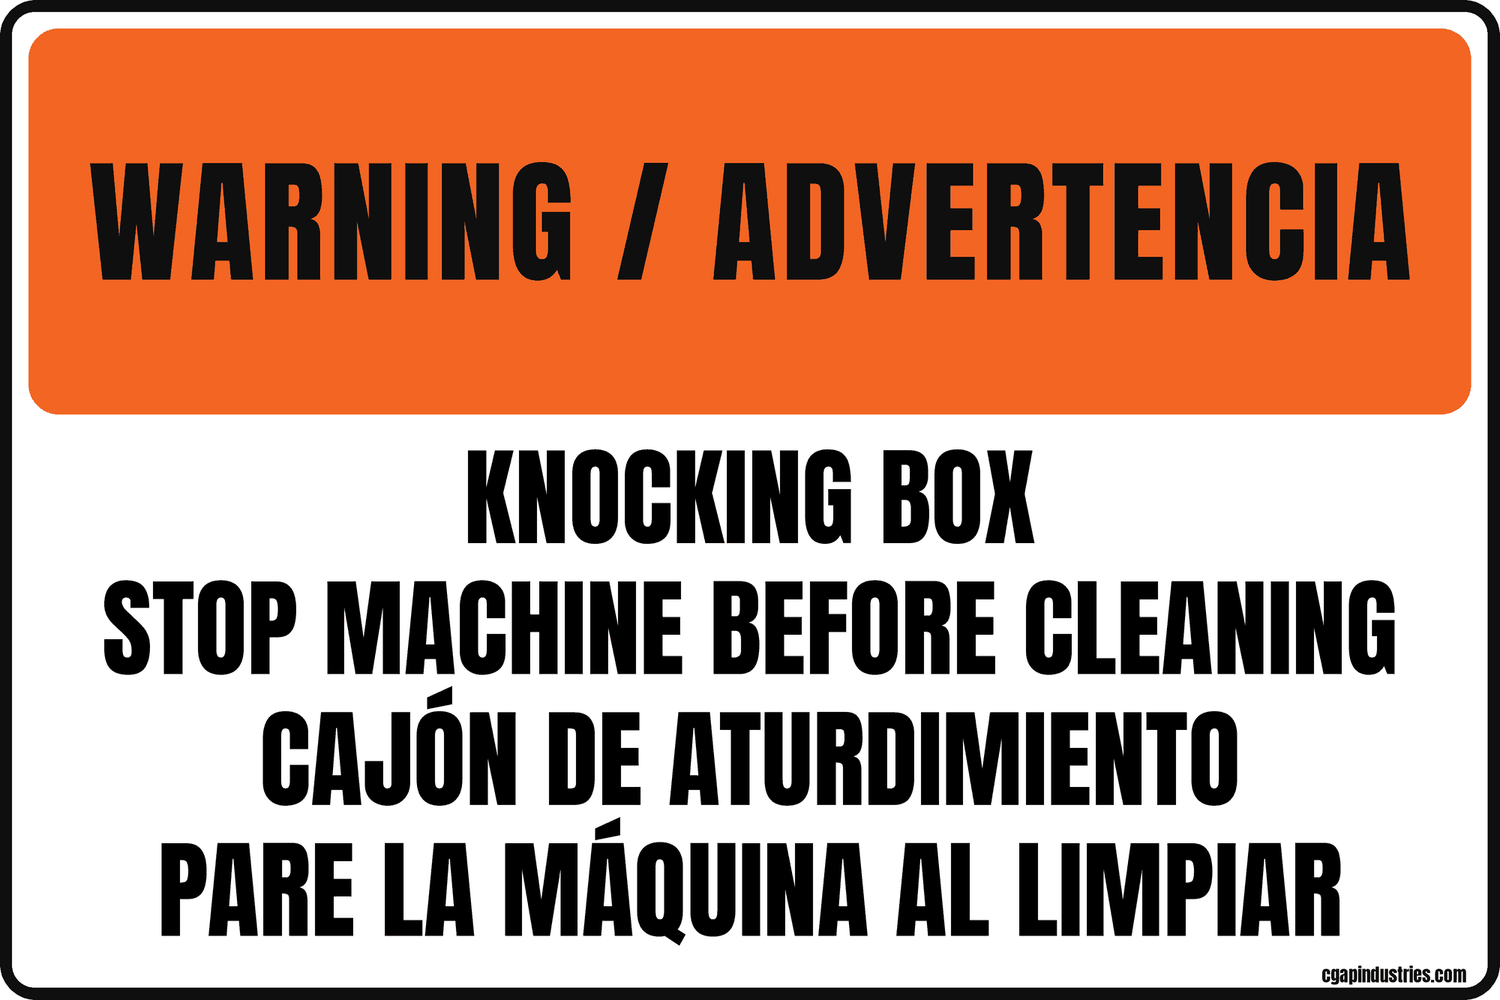 WARNING / ADVERTENCIA
KNOCKING BOX
STOP MACHINE BEFORE CLEANING
CAJÓN DE ATURDIMIENTO
PARE LA MÁQUINA AL LIMPIAR
cgapindustries.com